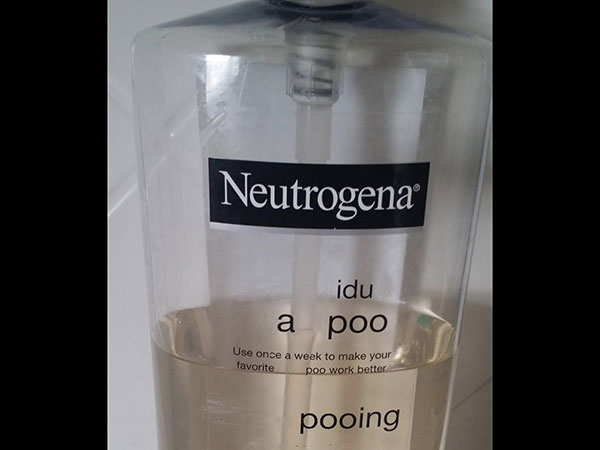 Neutrogena®
idu
a poo
Use once a week to make your
favorite poo work better
pooing